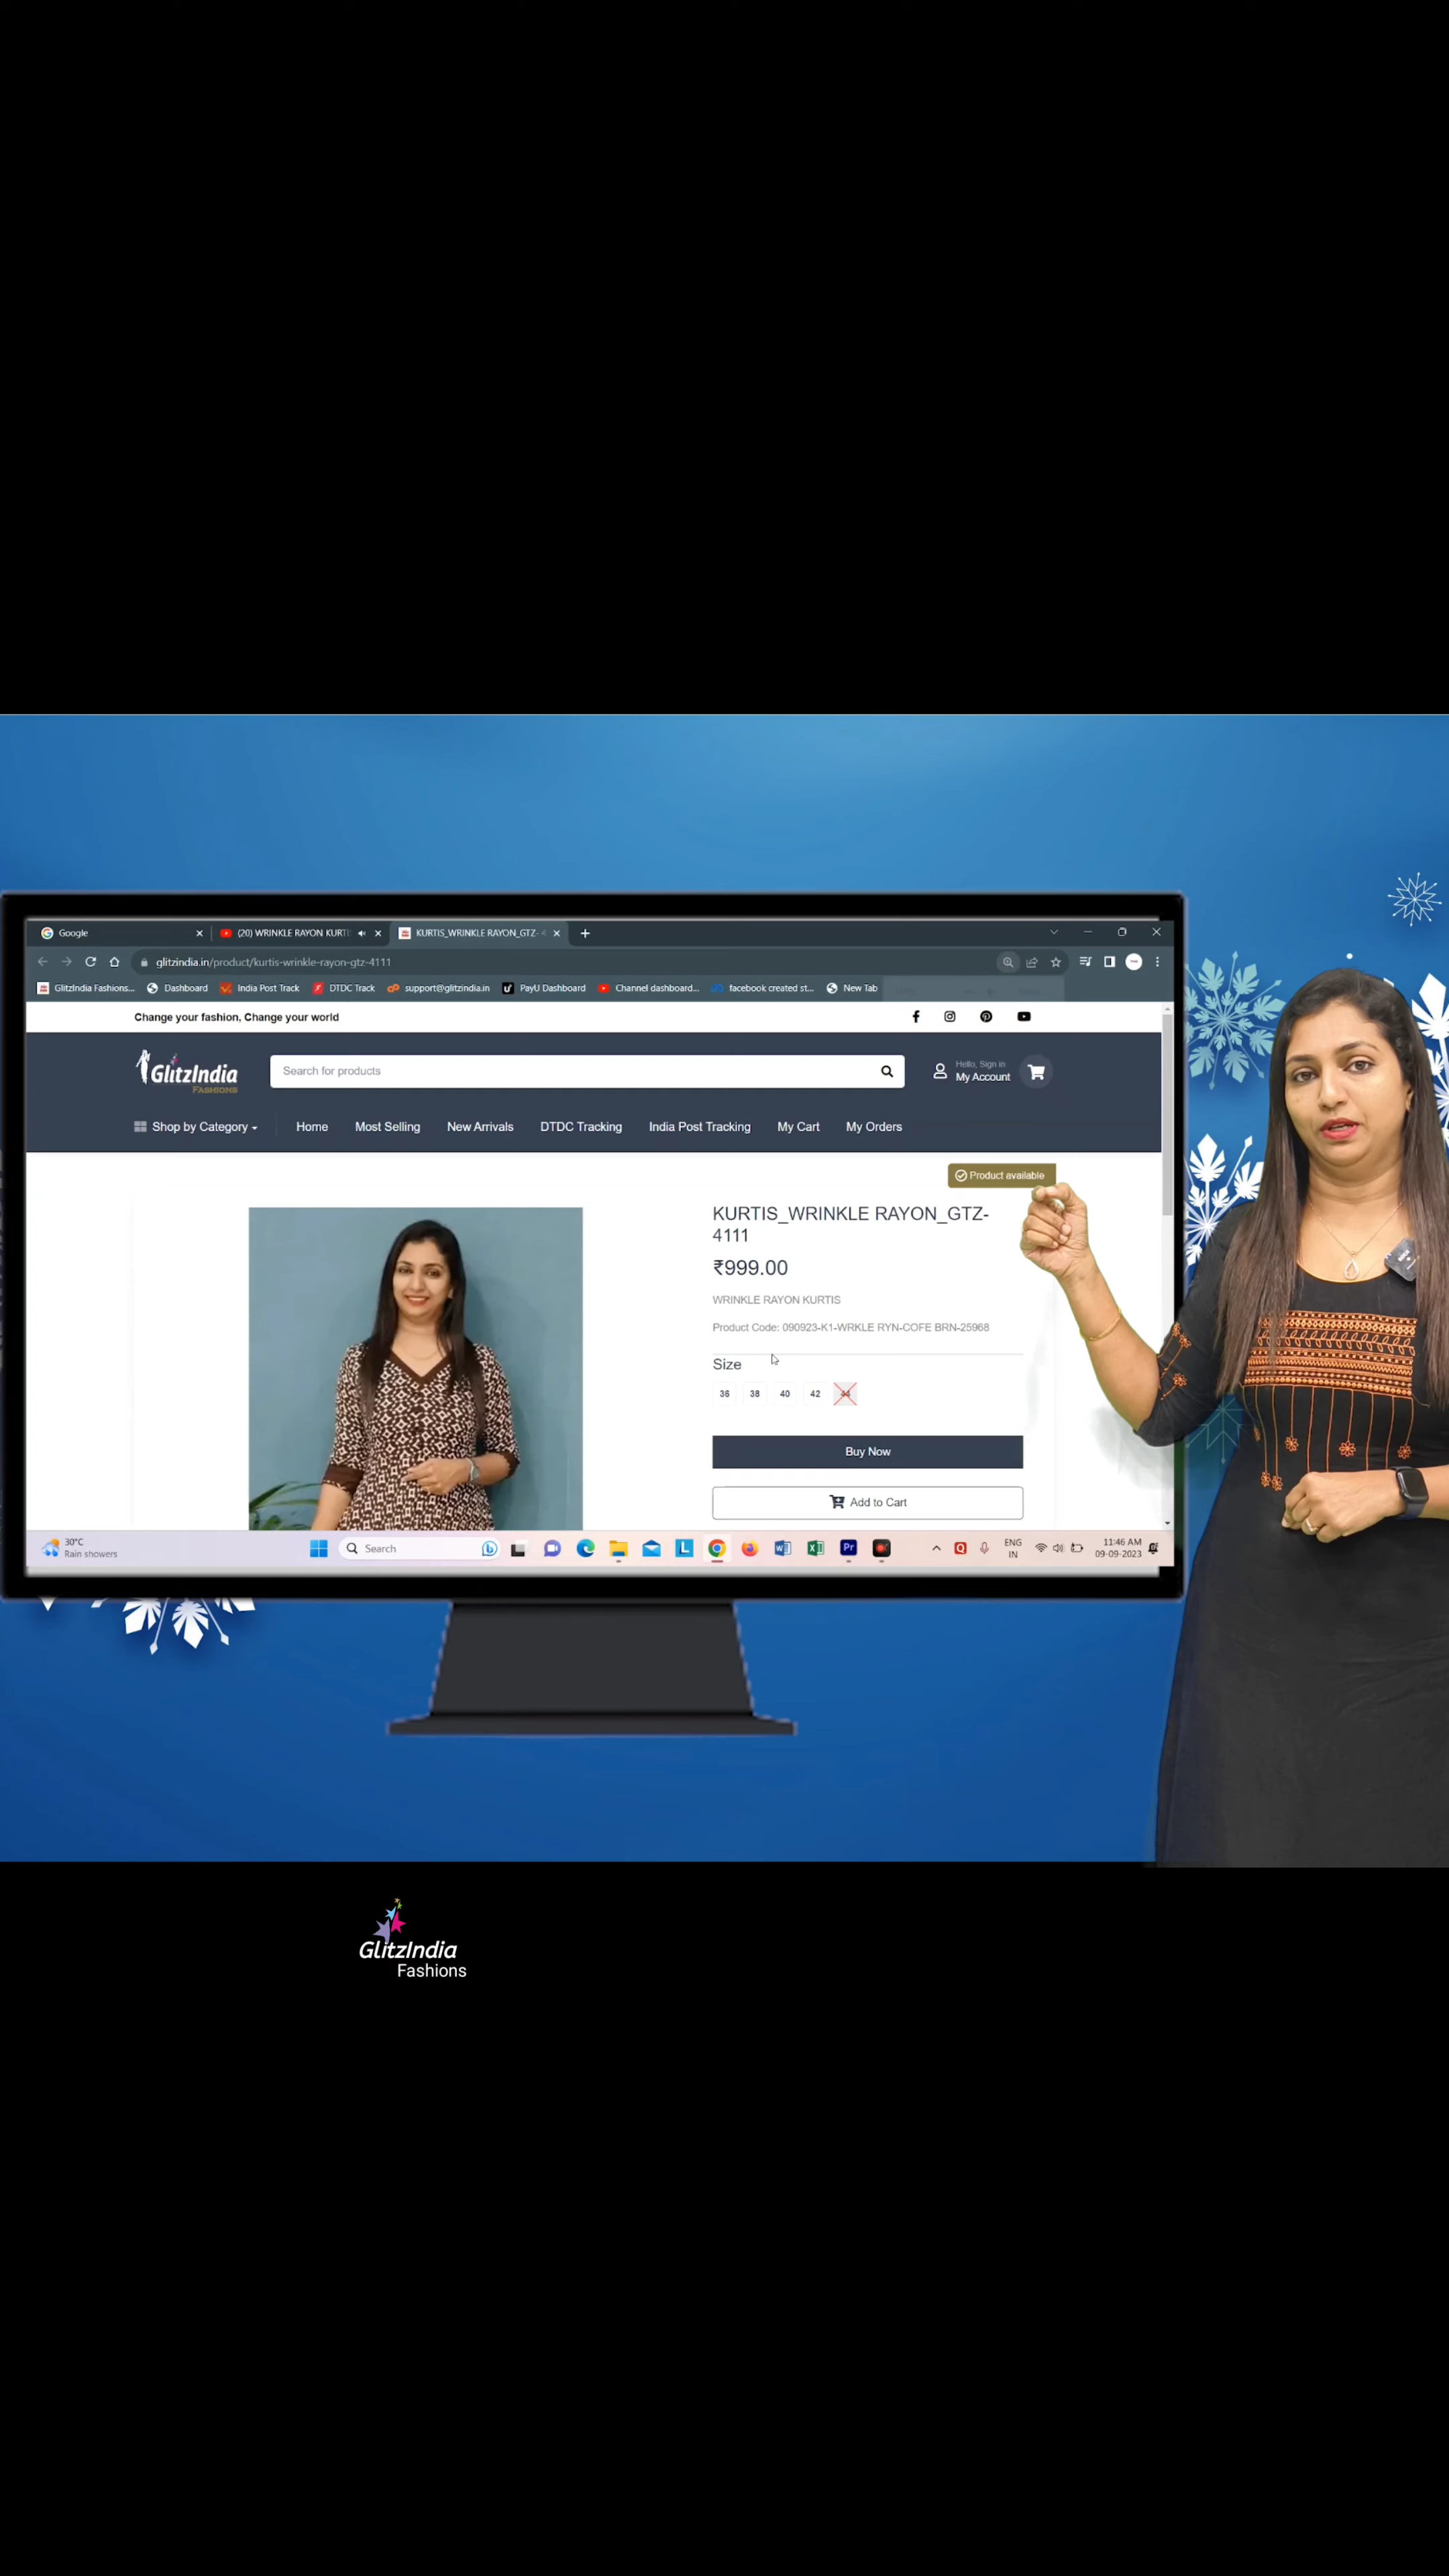 Google
(20) WRINKLE RAYON KURTI
KURTIS_WRINKLE RAYON_GTZ-
glitzindia.in/product/kurtis-wrinkle-rayon-gtz-4111
GlitzIndia Fashions...
Dashboard
India Post Track
DTDC Track
support@glitzindia.in
PayU Dashboard
Channel dashboard...
facebook created st...
New Tab
Change your fashion, Change your world
GlitzIndia
FASHIONS
Search for products
Hello, Sign in
My Account
Shop by Category
Home
Most Selling
New Arrivals
DTDC Tracking
India Post Tracking
My Cart
My Orders
Product available
KURTIS_WRINKLE RAYON_GTZ-
4111
₹999.00
WRINKLE RAYON KURTIS
Product Code: 090923-K1-WRKLE RYN-COFE BRN-25968
Size
36 38 40 42 44
Buy Now
Add to Cart
30°C
Rain showers
Search
ENG
IN
11:46 AM
09-09-2023
GlitzIndia
Fashions